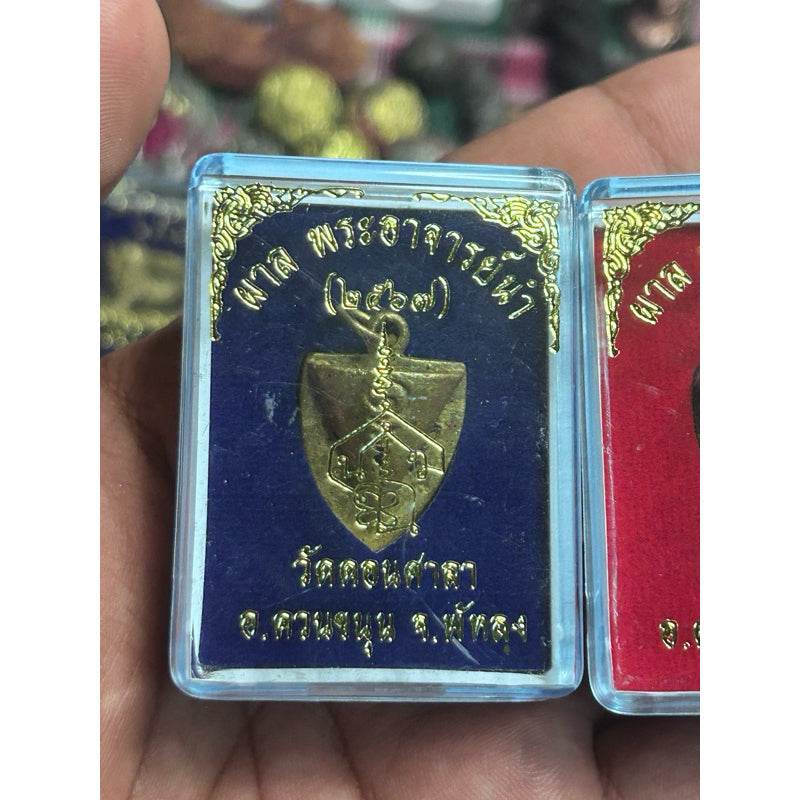 ผาล พระอาจารย์นำ
(๒๕๖๗)
น ว
วัดดอนศาลา
อ.ควนขนุน จ.พัทลุง
ผาล